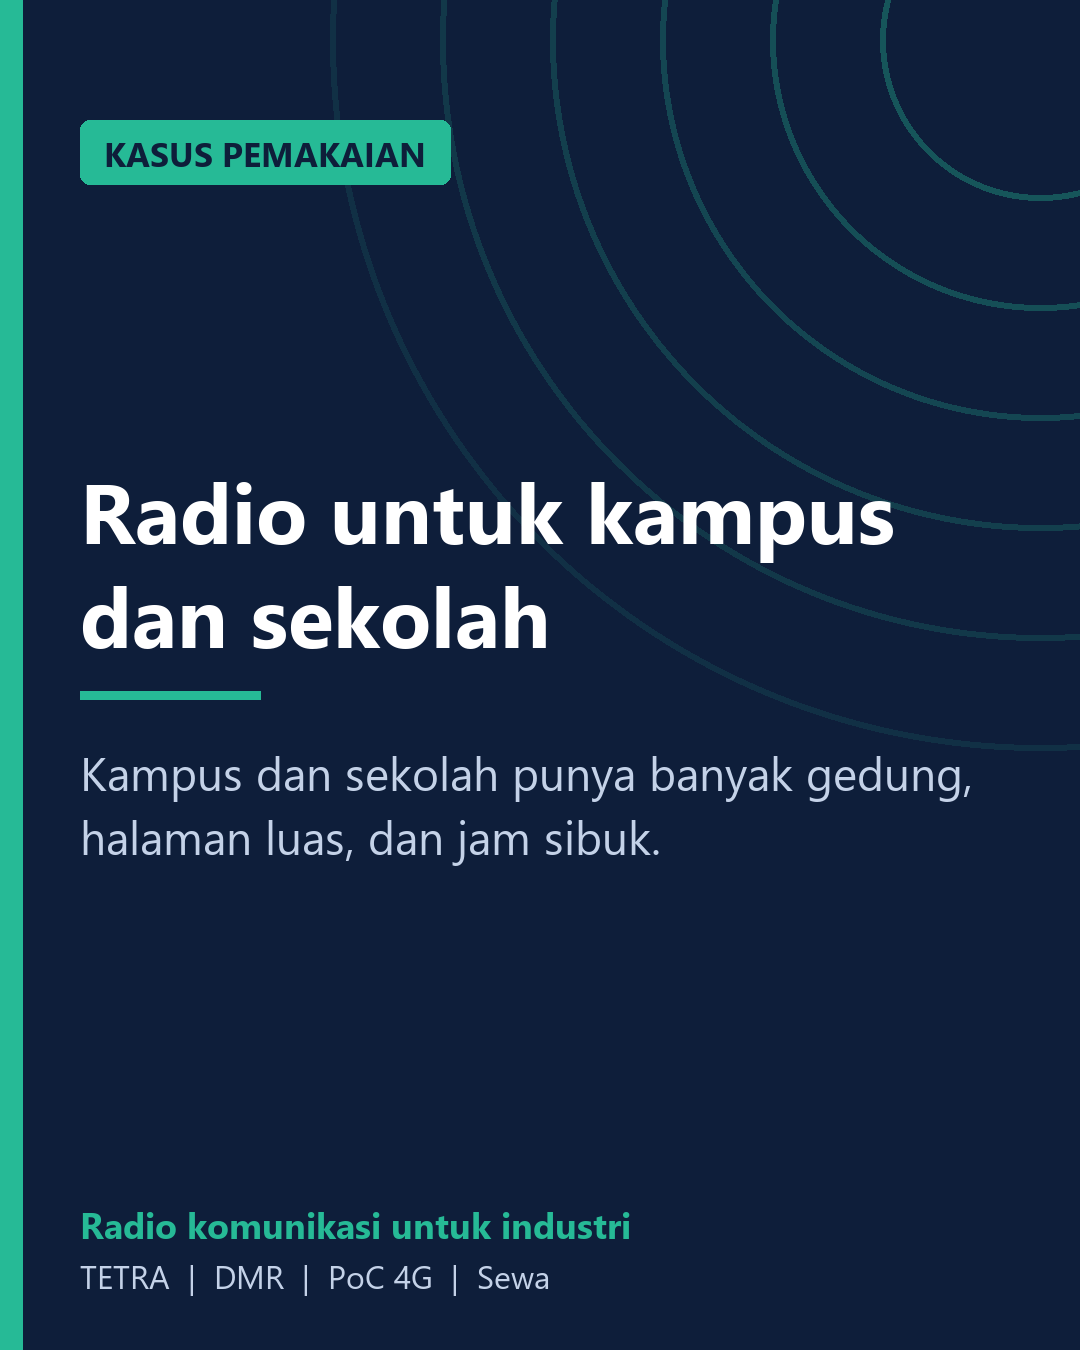 KASUS PEMAKAIAN
Radio untuk kampus
dan sekolah
Kampus dan sekolah punya banyak gedung,
halaman luas, dan jam sibuk.
Radio komunikasi untuk industri
TETRA | DMR | PoC 4G | Sewa